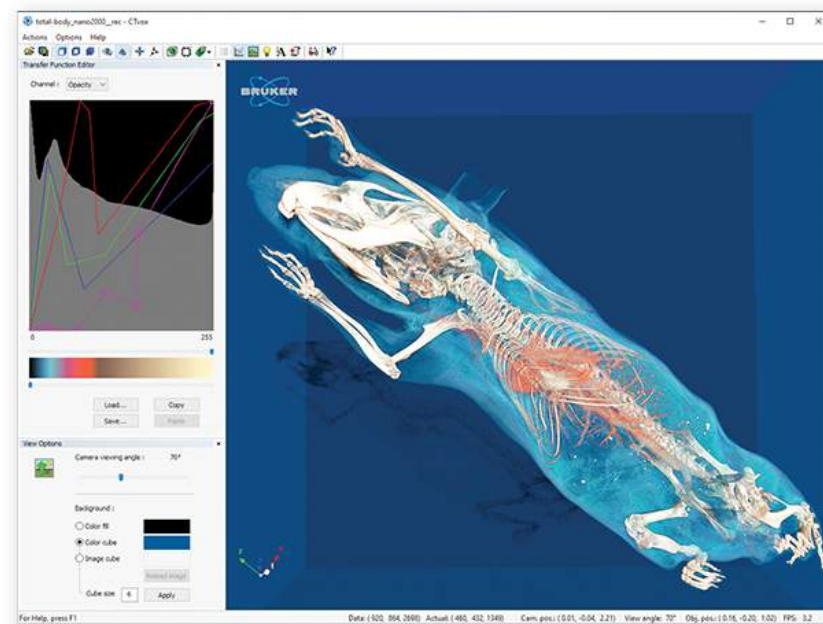 total-body_nano2000__rec - CTvox
Actions Options Help
Transfer Function Editor
Channel : Opacity
BRUKER
0 255
Load... Copy
Save... Paste
View Options
Camera viewing angle : 70°
Background :
Color fill
Color cube
Image cube
Reload image
Cube size 6 Apply
For Help, press F1 Data: ( 920, 864, 2698) Actual: ( 460, 432, 1349) Cam. pos.: ( 0.01, -0.04, 2.21) View angle: 70° Obj. pos.: ( 0.16, -0.20, 1.02) FPS: 3.2